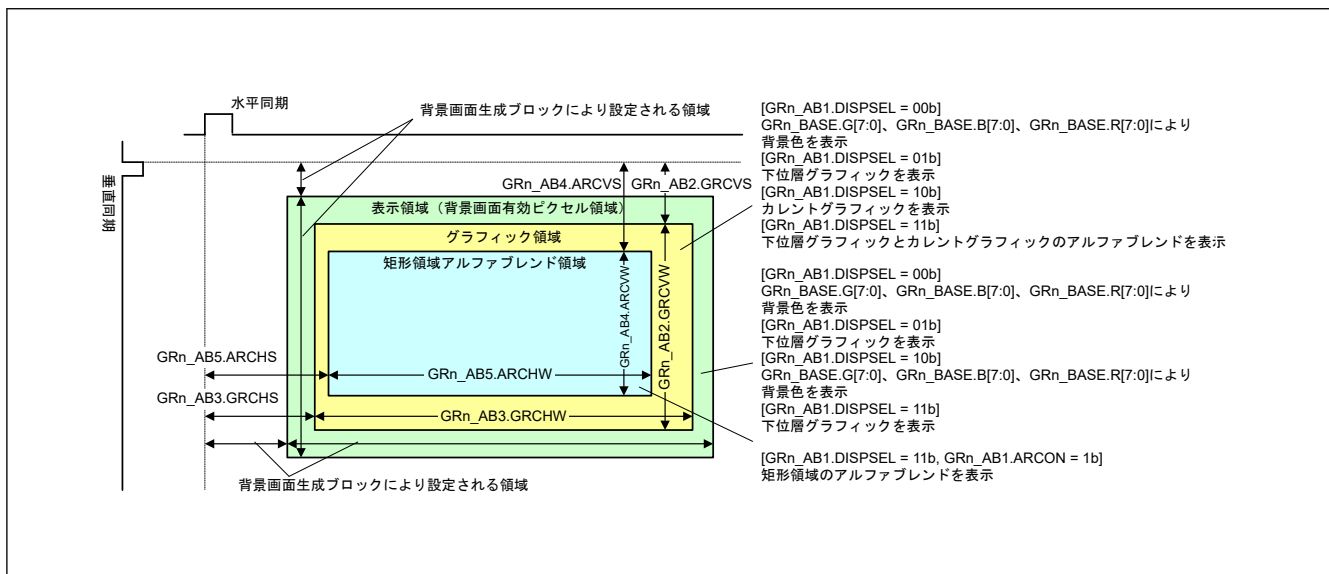 水平同期
背景画面生成ブロックにより設定される領域
垂直同期
GRn_AB4.ARCVS
GRn_AB2.GRCVS
表示領域（背景画面有効ピクセル領域）
グラフィック領域
矩形領域アルファブレンド領域
GRn_AB4.ARCVW
GRn_AB2.GRCVW
GRn_AB5.ARCHS
GRn_AB5.ARCHW
GRn_AB3.GRCHS
GRn_AB3.GRCHW
背景画面生成ブロックにより設定される領域
[GRn_AB1.DISPSEL = 00b]
GRn_BASE.G[7:0]、GRn_BASE.B[7:0]、GRn_BASE.R[7:0]により
背景色を表示
[GRn_AB1.DISPSEL = 01b]
下位層グラフィックを表示
[GRn_AB1.DISPSEL = 10b]
カレントグラフィックを表示
[GRn_AB1.DISPSEL = 11b]
下位層グラフィックとカレントグラフィックのアルファブレンドを表示
[GRn_AB1.DISPSEL = 00b]
GRn_BASE.G[7:0]、GRn_BASE.B[7:0]、GRn_BASE.R[7:0]により
背景色を表示
[GRn_AB1.DISPSEL = 01b]
下位層グラフィックを表示
[GRn_AB1.DISPSEL = 10b]
GRn_BASE.G[7:0]、GRn_BASE.B[7:0]、GRn_BASE.R[7:0]により
背景色を表示
[GRn_AB1.DISPSEL = 11b]
下位層グラフィックを表示
[GRn_AB1.DISPSEL = 11b, GRn_AB1.ARCON = 1b]
矩形領域のアルファブレンドを表示